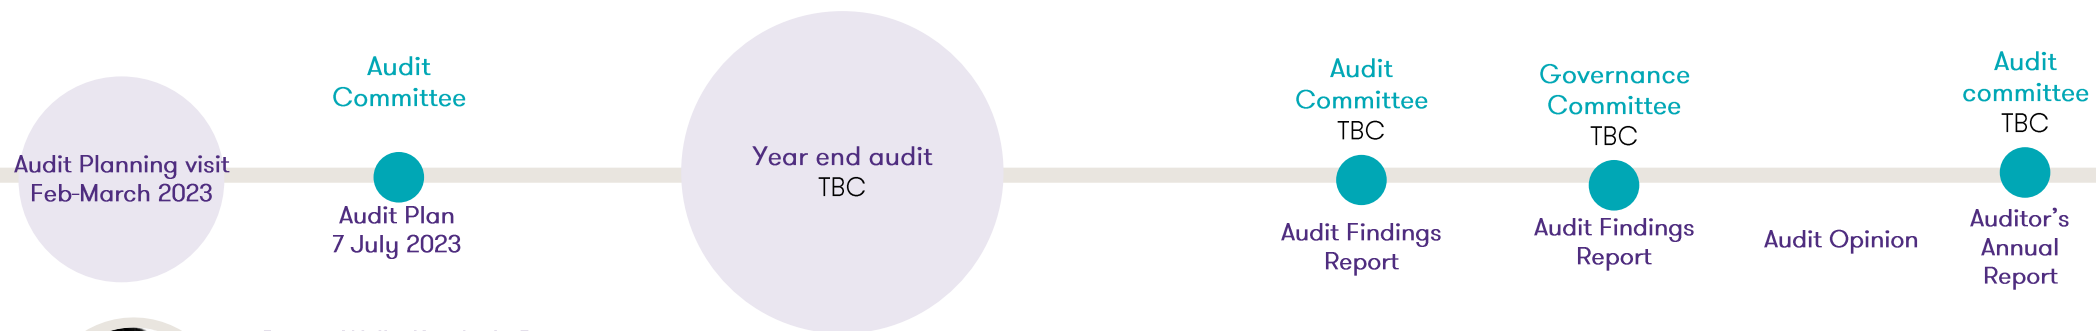 Audit Planning visit
Feb-March 2023
Audit
Committee
Audit Plan
7 July 2023
Year end audit
TBC
Audit
Committee
TBC
Audit Findings
Report
Governance
Committee
TBC
Audit Findings
Report
Audit Opinion
Audit
committee
TBC
Auditor’s
Annual
Report